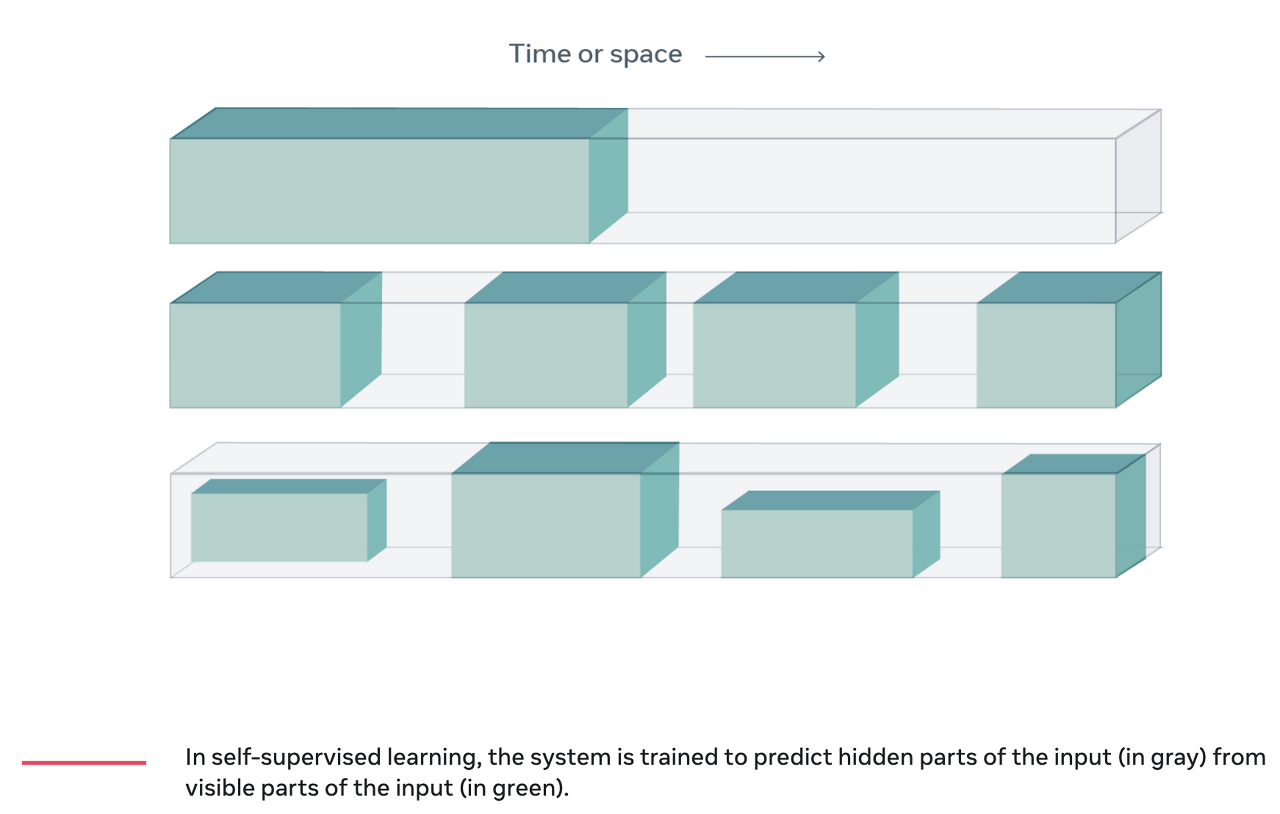 Time or space
In self-supervised learning, the system is trained to predict hidden parts of the input (in gray) from
visible parts of the input (in green).